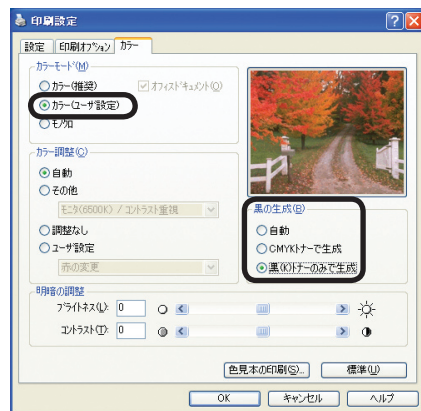 印刷設定
設定 印刷オプション カラー
カラーモード(M)
カラー(推奨) オフィスドキュメント(O)
カラー(ユーザ設定)
モノクロ
カラー調整(C)
自動
その他
モニタ(6500K) / コントラスト重視
調整なし
ユーザ設定
赤の変更
黒の生成(B)
自動
CMYKトナーで生成
黒(K)トナーのみで生成
明暗の調整
ブライトネス(L): 0
コントラスト(T): 0
色見本の印刷(S)... 標準(U)
OK キャンセル ヘルプ